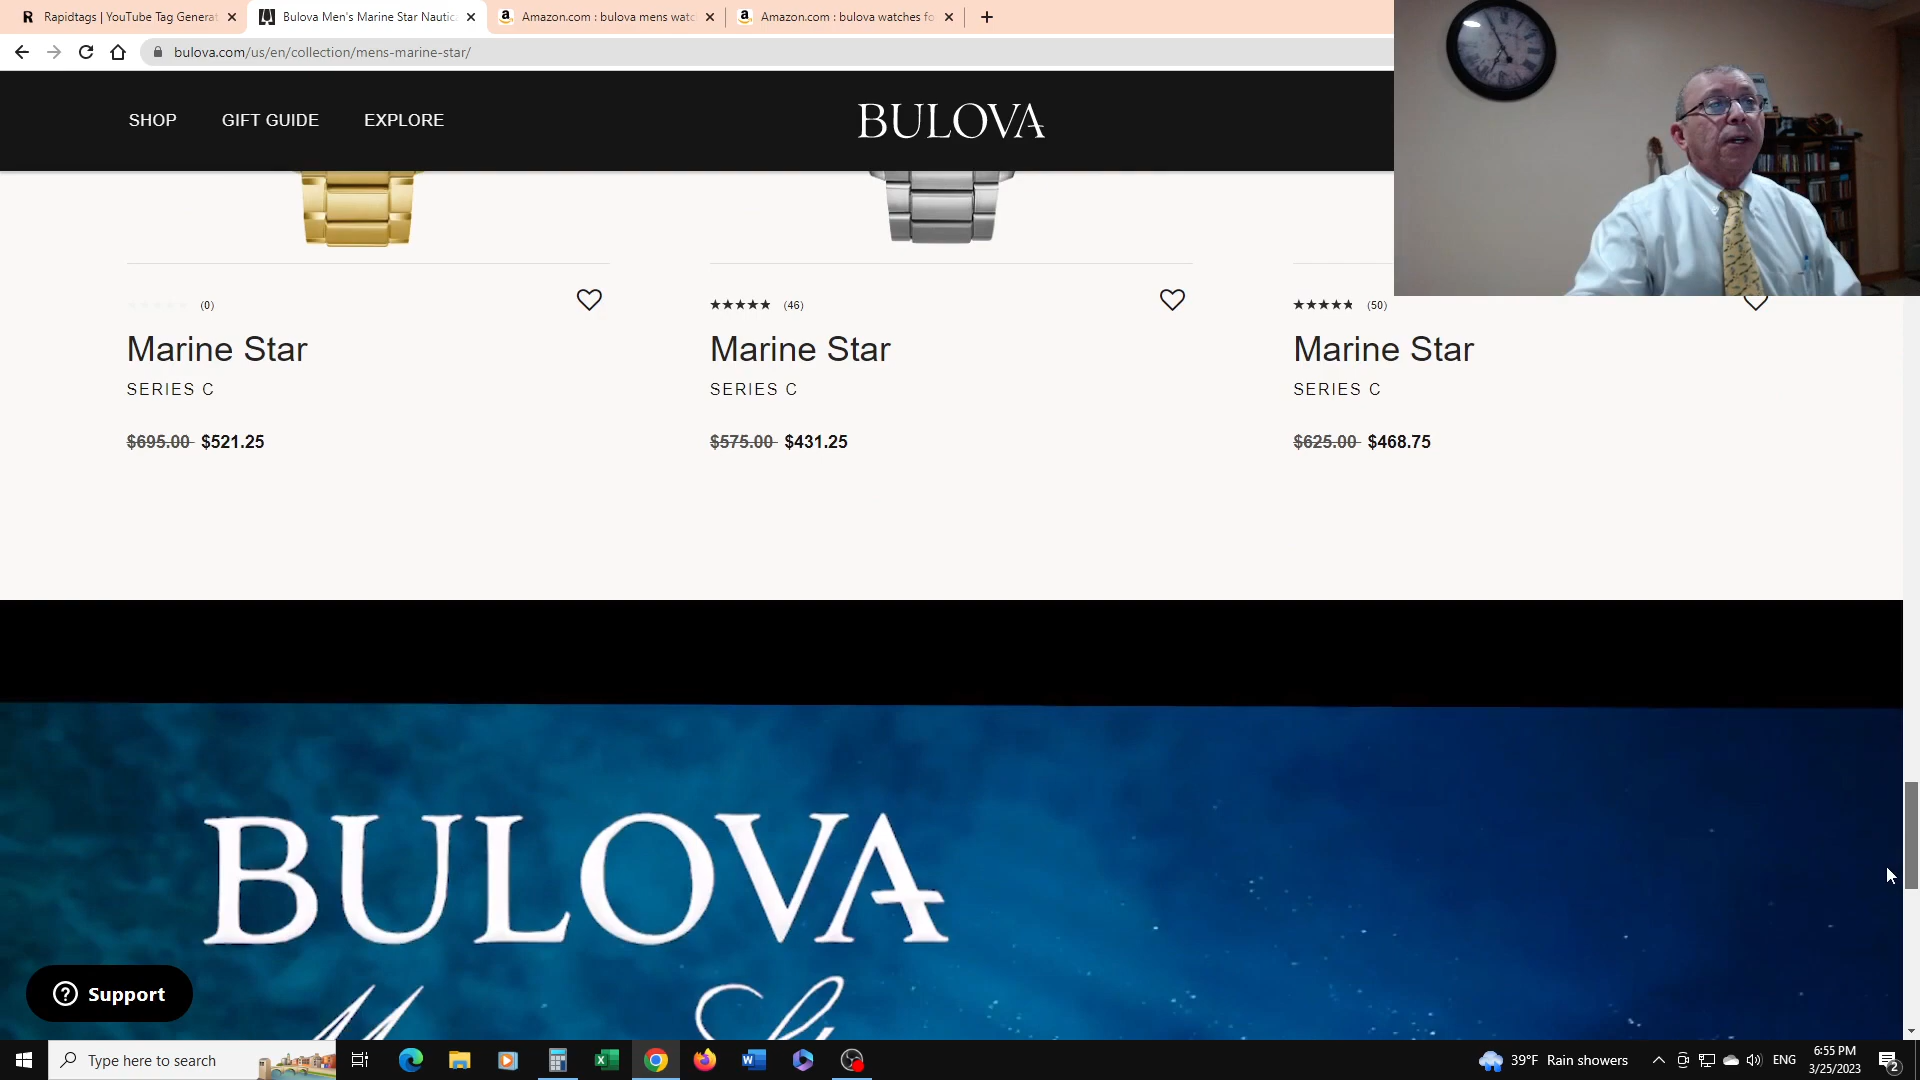 R Rapidtags | YouTube Tag Generat
Bulova Men's Marine Star Nautic
Amazon.com : bulova mens watc
Amazon.com : bulova watches fo
bulova.com/us/en/collection/mens-marine-star/
SHOP
GIFT GUIDE
EXPLORE
BULOVA
(0)
(46)
(50)
Marine Star
Marine Star
Marine Star
SERIES C
SERIES C
SERIES C
$695.00 $521.25
$575.00 $431.25
$625.00 $468.75
BULOVA
Support
Type here to search
39°F Rain showers
ENG
6:55 PM
3/25/2023
2